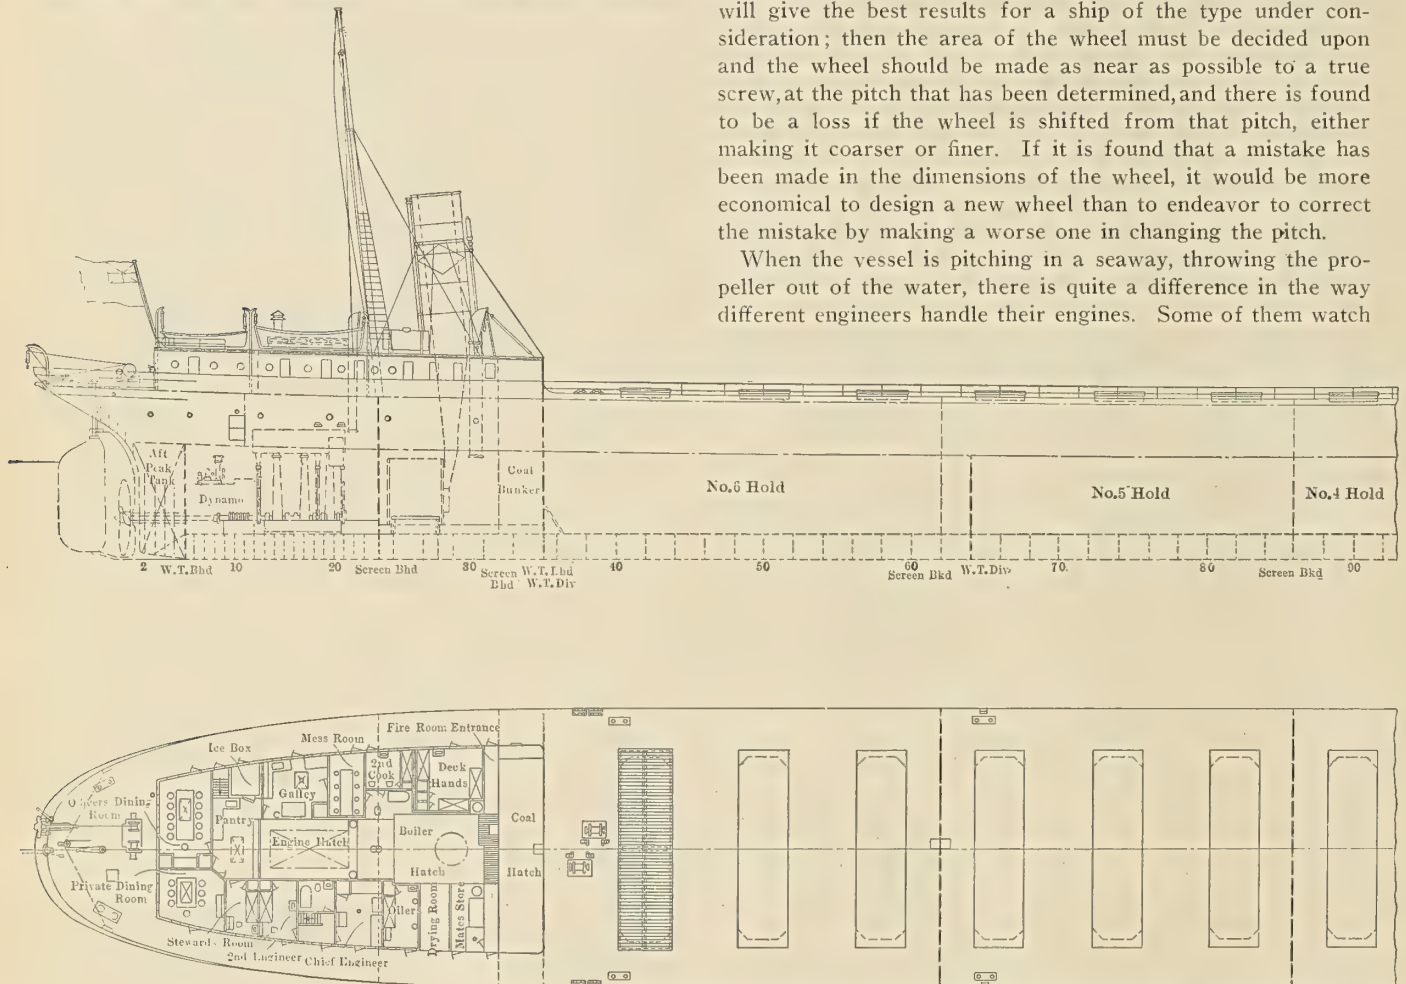 will give the best results for a ship of the type under con-
sideration; then the area of the wheel must be decided upon
and the wheel should be made as near as possible to a true
screw, at the pitch that has been determined, and there is found
to be a loss if the wheel is shifted from that pitch, either
making it coarser or finer. If it is found that a mistake has
been made in the dimensions of the wheel, it would be more
economical to design a new wheel than to endeavor to correct
the mistake by making a worse one in changing the pitch.
When the vessel is pitching in a seaway, throwing the pro-
peller out of the water, there is quite a difference in the way
different engineers handle their engines. Some of them watch
Aft
Peak
Tank
Dynamo
Coal
Bunker
No.6 Hold
No.5 Hold
No.4 Hold
2 W.T.Bhd 10 20 Screen Bhd 30 Screen Bhd W.T.Div 40 50 60 Screen Bkd W.T.Div 70. 80 Screen Bkd 90
Fire Room Entrance
Mess Room
Ice Box
2nd
Cook
Deck
Hands
Galley
Officers Dining
Room
Pantry
Engine Hatch
Boiler
Hatch
Coal
Hatch
Private Dining
Room
Oilers
Drying Room
Mates Store
Stewards Room
2nd Engineer
Chief Engineer